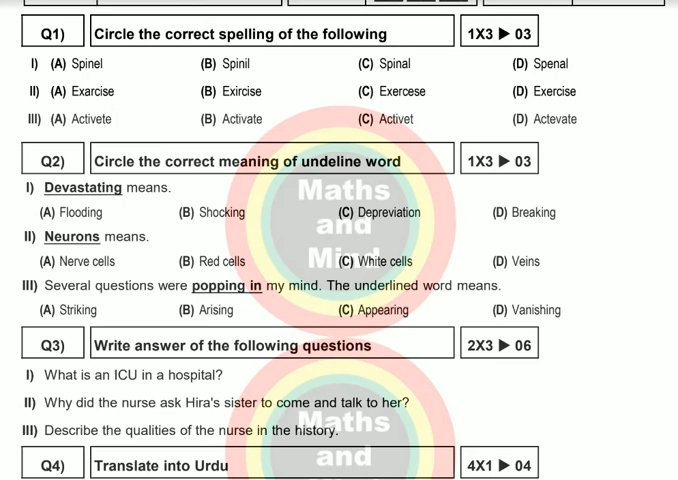 Q1) Circle the correct spelling of the following 1X3 ▶ 03
I) (A) Spinel (B) Spinil (C) Spinal (D) Spenal
II) (A) Exarcise (B) Exircise (C) Exercese (D) Exercise
III) (A) Activete (B) Activate (C) Activet (D) Actevate
Q2) Circle the correct meaning of undeline word 1X3 ▶ 03
I) Devastating means.
(A) Flooding (B) Shocking (C) Depreviation (D) Breaking
II) Neurons means.
(A) Nerve cells (B) Red cells (C) White cells (D) Veins
III) Several questions were popping in my mind. The underlined word means.
(A) Striking (B) Arising (C) Appearing (D) Vanishing
Q3) Write answer of the following questions 2X3 ▶ 06
I) What is an ICU in a hospital?
II) Why did the nurse ask Hira's sister to come and talk to her?
III) Describe the qualities of the nurse in the history.
Q4) Translate into Urdu 4X1 ▶ 04
Maths
and
Mind
Maths
and